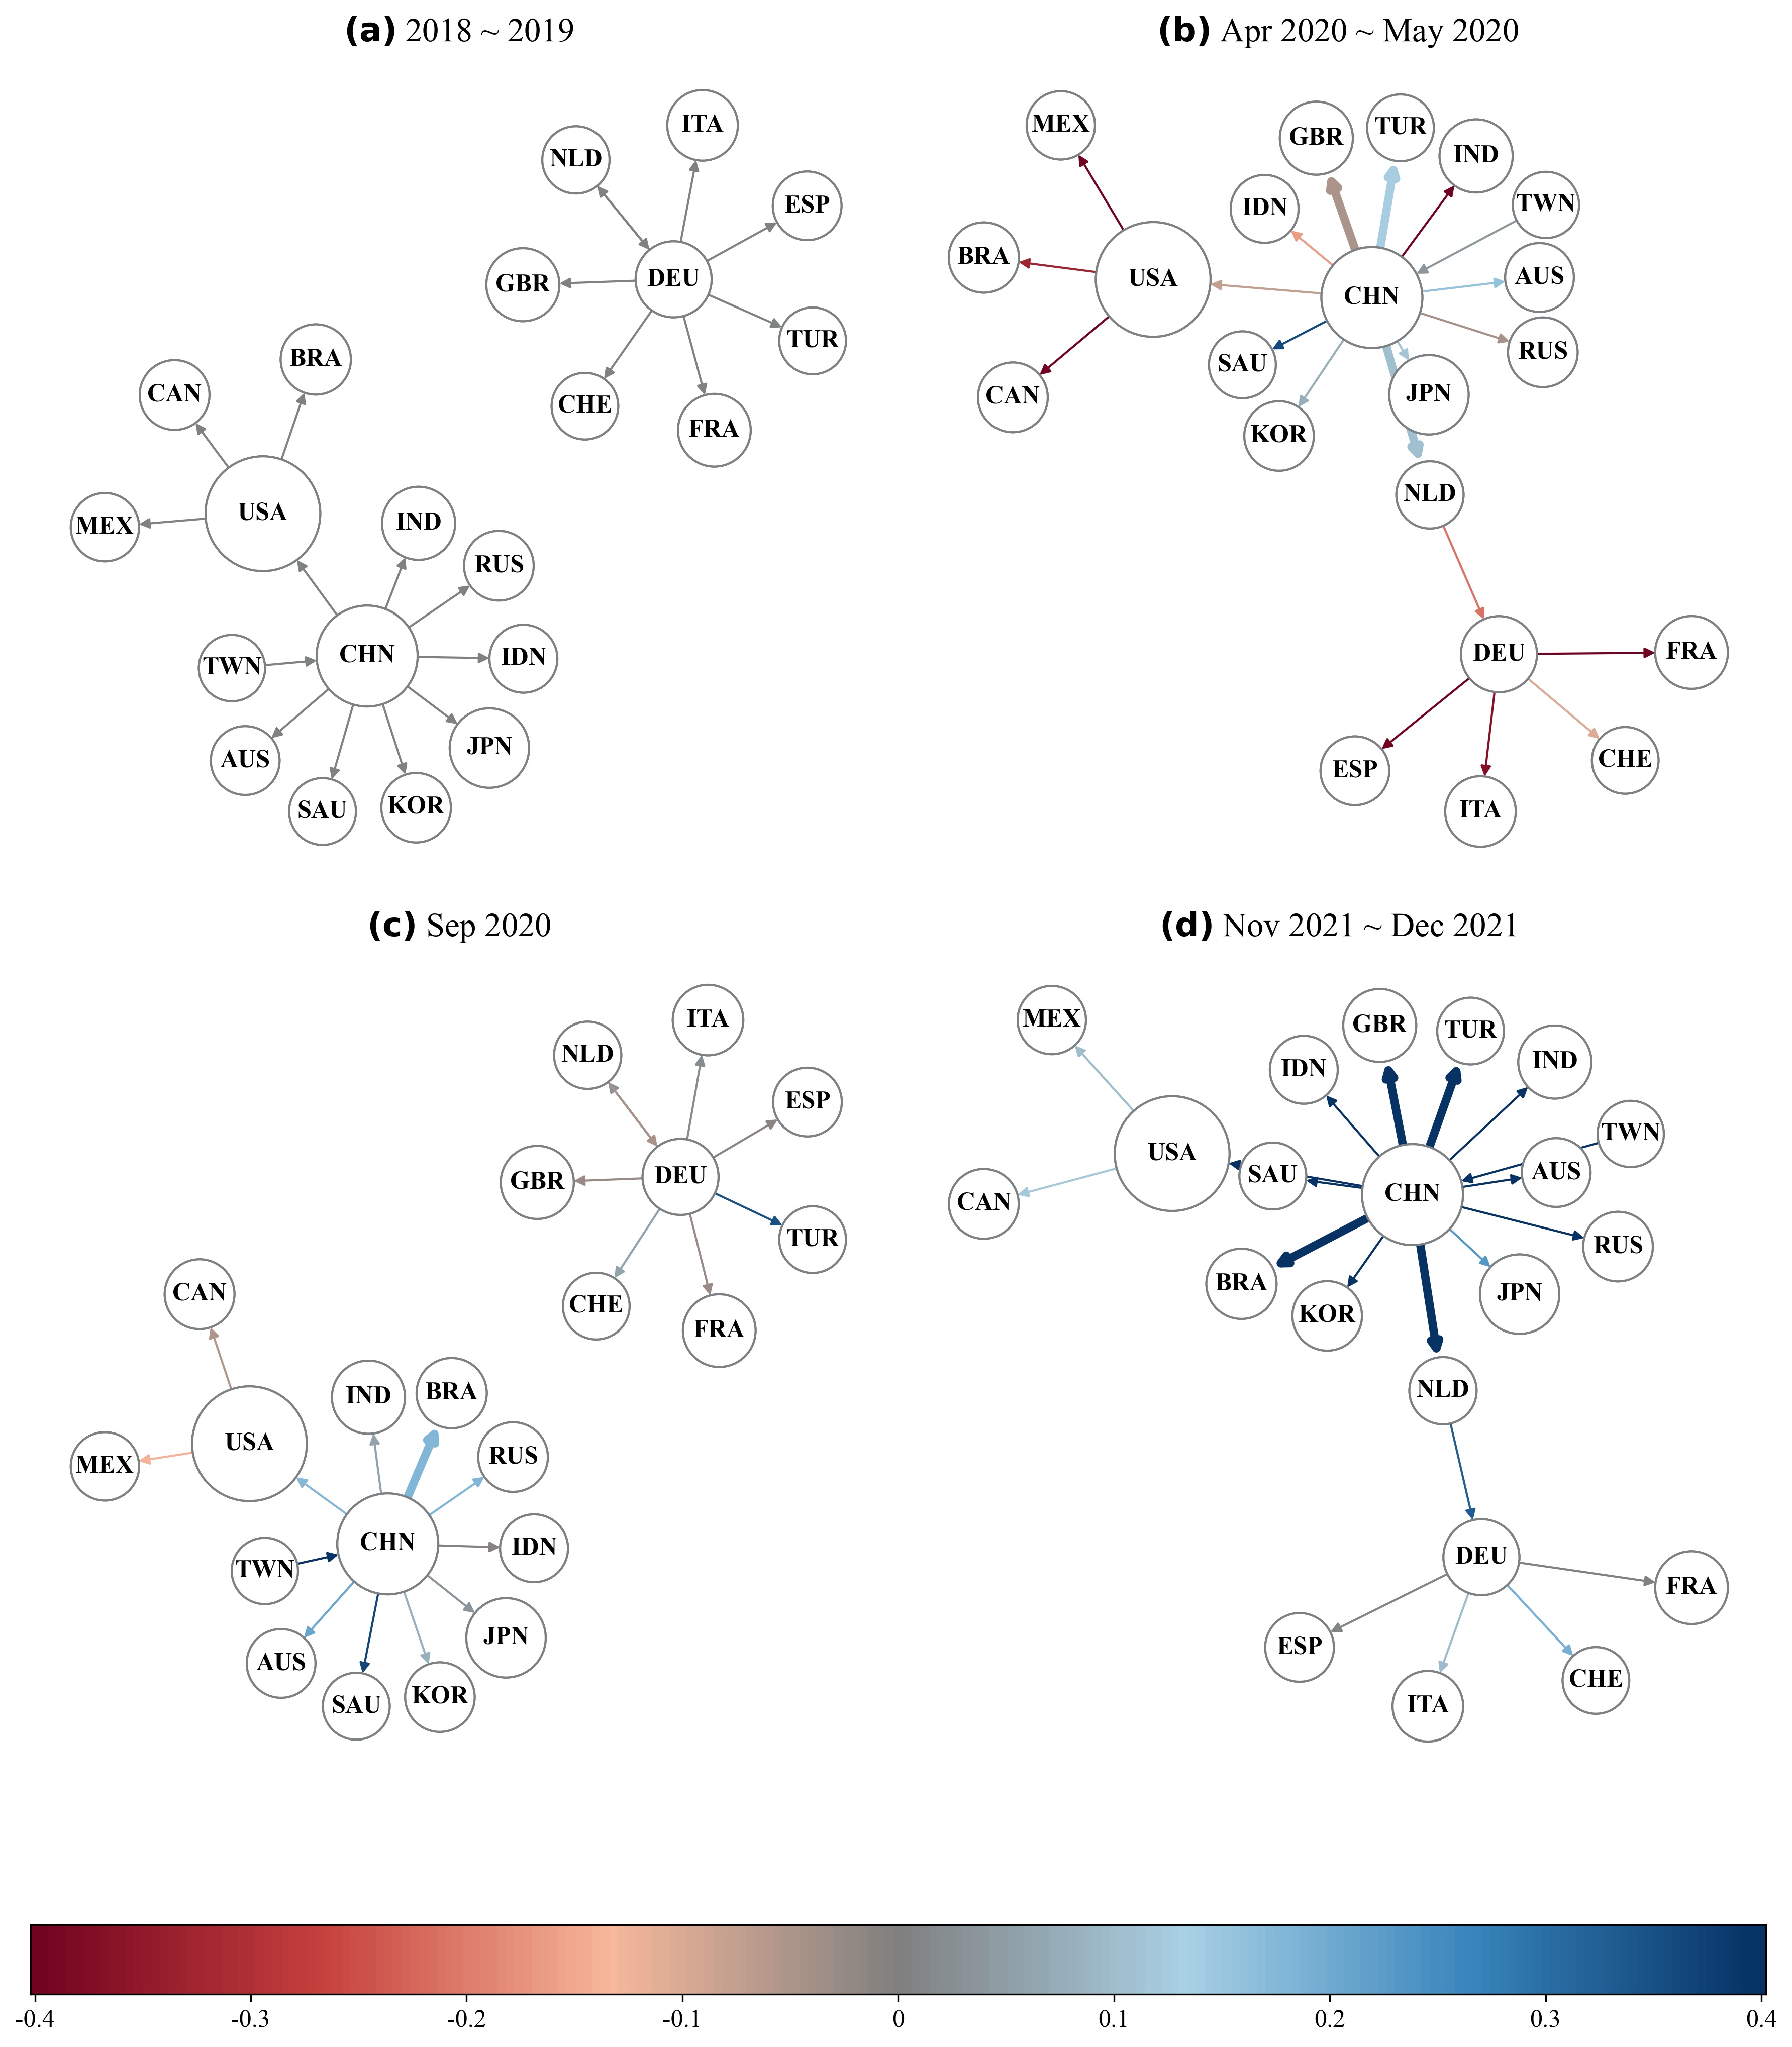 (a) 2018 ~ 2019
ITA
NLD
ESP
GBR
DEU
TUR
CHE
FRA
BRA
CAN
USA
MEX
IND
RUS
TWN
CHN
IDN
AUS
JPN
SAU
KOR
(b) Apr 2020 ~ May 2020
MEX
GBR
TUR
IND
IDN
TWN
BRA
USA
CHN
AUS
SAU
RUS
CAN
JPN
KOR
NLD
DEU
FRA
ESP
CHE
ITA
(c) Sep 2020
ITA
NLD
ESP
GBR
DEU
TUR
CHE
FRA
CAN
IND
BRA
USA
MEX
RUS
CHN
IDN
TWN
JPN
AUS
SAU
KOR
(d) Nov 2021 ~ Dec 2021
MEX
GBR
TUR
IDN
IND
TWN
USA
SAU
CHN
AUS
CAN
RUS
BRA
KOR
JPN
NLD
DEU
FRA
ESP
CHE
ITA
-0.4
-0.3
-0.2
-0.1
0
0.1
0.2
0.3
0.4